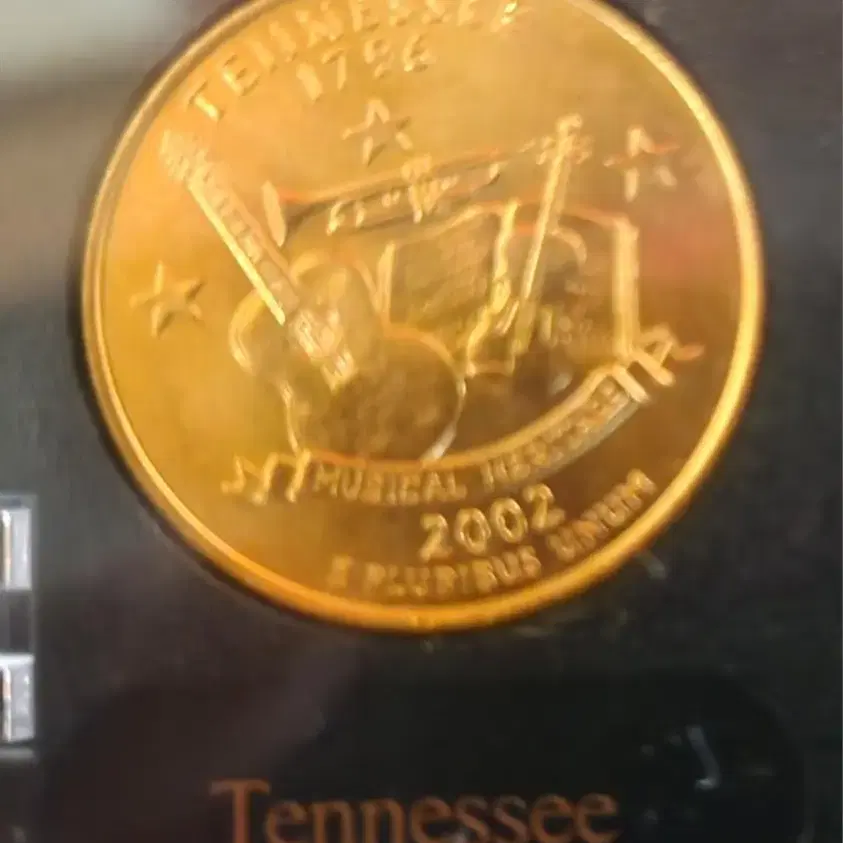 TENNESSEE
1796
MUSICAL HERITAGE
2002
E PLURIBUS UNUM
Tennessee